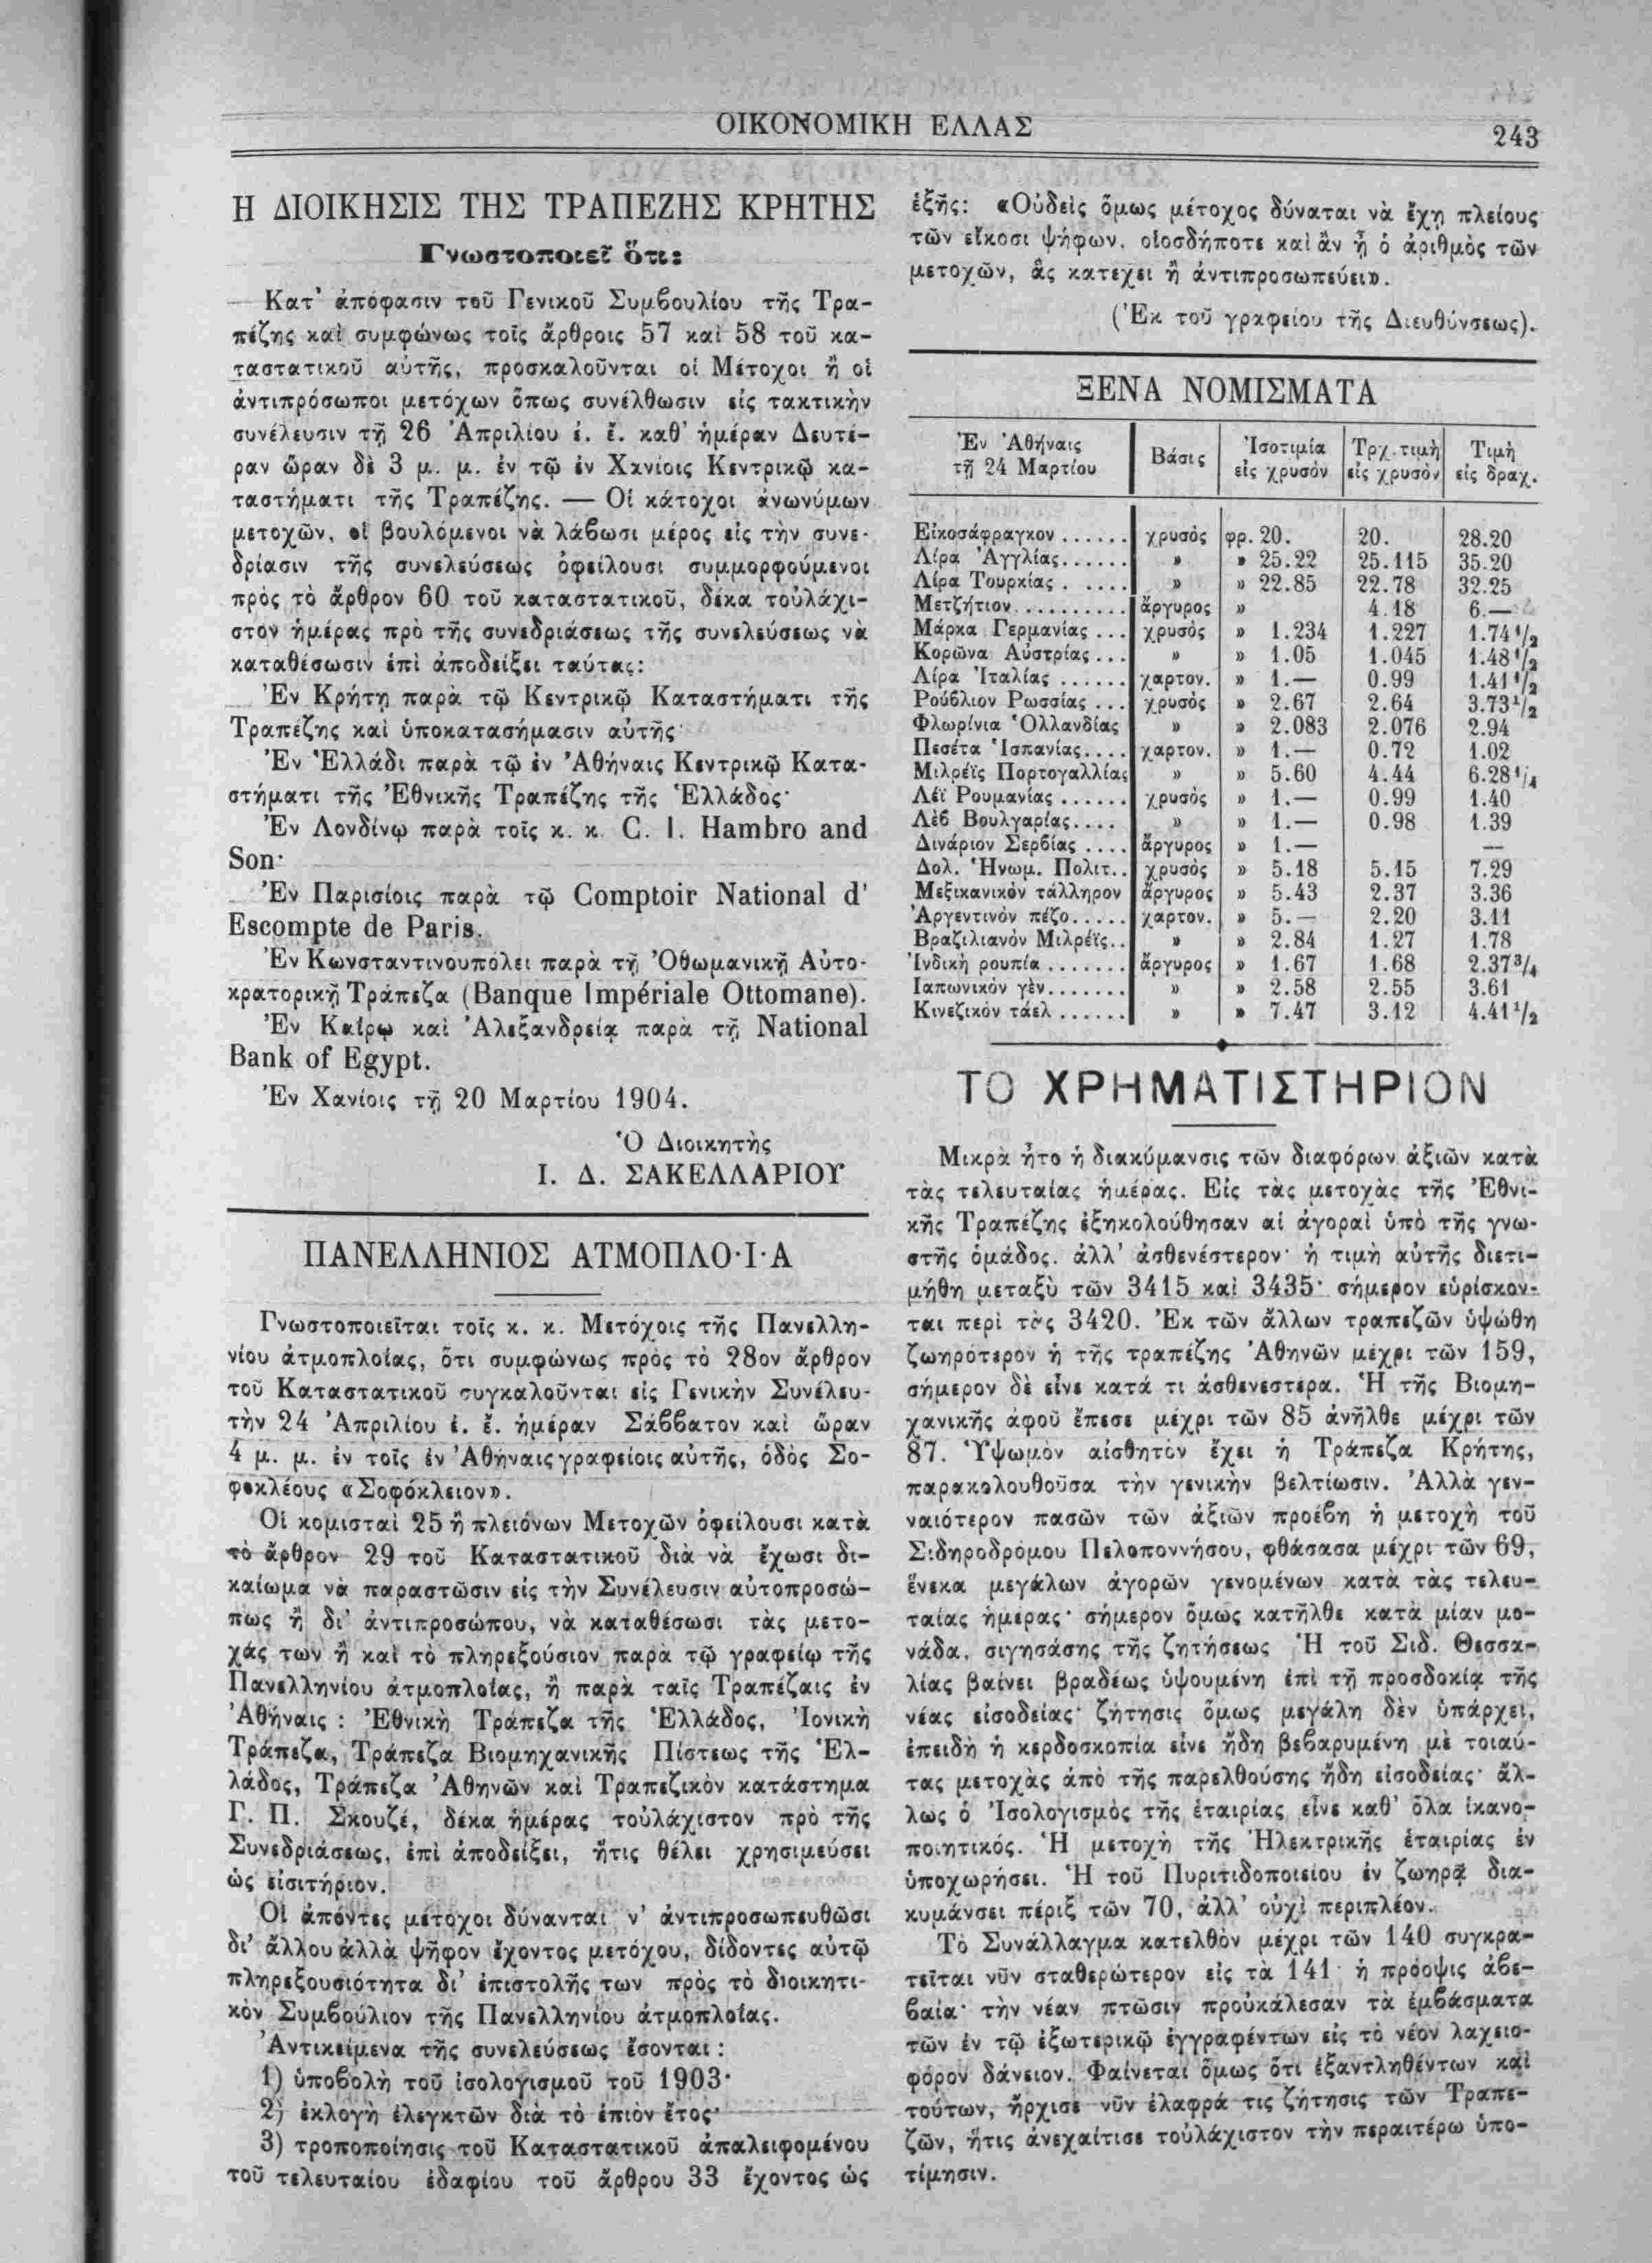 ΟΙΚΟΝΟΜΙΚΗ ΕΛΛΑΣ
243
Η ΔΙΟΙΚΗΣΙΣ ΤΗΣ ΤΡΑΠΕΖΗΣ ΚΡΗΤΗΣ
Γνωστοποιεῖ ὅτι:
Κατ' ἀπόφασιν τοῦ Γενικοῦ Συμβουλίου τῆς Τρα-
πέζης καὶ συμφώνως τοῖς ἄρθροις 57 καὶ 58 τοῦ κα-
ταστατικοῦ αὐτῆς, προσκαλοῦνται οἱ Μέτοχοι ἢ οἱ
ἀντιπρόσωποι μετόχων ὅπως συνέλθωσιν εἰς τακτικὴν
συνέλευσιν τῇ 26 Ἀπριλίου ἑ. ἔ. καθ' ἡμέραν Δευτέ-
ραν ὥραν δὲ 3 μ. μ. ἐν τῷ ἐν Χανίοις Κεντρικῷ κα-
ταστήματι τῆς Τραπέζης. — Οἱ κάτοχοι ἀνωνύμων
μετοχῶν, οἱ βουλόμενοι νὰ λάβωσι μέρος εἰς τὴν συνε-
δρίασιν τῆς συνελεύσεως ὀφείλουσι συμμορφούμενοι
πρὸς τὸ ἄρθρον 60 τοῦ καταστατικοῦ, δέκα τοὐλάχι-
στον ἡμέρας πρὸ τῆς συνεδριάσεως τῆς συνελεύσεως νὰ
καταθέσωσιν ἐπὶ ἀποδείξει ταύτας:
Ἐν Κρήτῃ παρὰ τῷ Κεντρικῷ Καταστήματι τῆς
Τραπέζης καὶ ὑποκατασήμασιν αὐτῆς·
Ἐν Ἑλλάδι παρὰ τῷ ἐν Ἀθήναις Κεντρικῷ Κατα-
στήματι τῆς Ἐθνικῆς Τραπέζης τῆς Ἑλλάδος·
Ἐν Λονδίνῳ παρὰ τοῖς κ. κ. C. I. Hambro and
Son·
Ἐν Παρισίοις παρὰ τῷ Comptoir National d'
Escompte de Paris.
Ἐν Κωνσταντινουπόλει παρὰ τῇ Ὀθωμανικῇ Αὐτο-
κρατορικῇ Τράπεζα (Banque Impériale Ottomane).
Ἐν Καΐρῳ καὶ Ἀλεξανδρείᾳ παρὰ τῇ National
Bank of Egypt.
Ἐν Χανίοις τῇ 20 Μαρτίου 1904.
Ὁ Διοικητὴς
Ι. Δ. ΣΑΚΕΛΛΑΡΙΟΥ
ΠΑΝΕΛΛΗΝΙΟΣ ΑΤΜΟΠΛΟ·Ι·Α
Γνωστοποιεῖται τοῖς κ. κ. Μετόχοις τῆς Πανελλη-
νίου ἀτμοπλοίας, ὅτι συμφώνως πρὸς τὸ 28ον ἄρθρον
τοῦ Καταστατικοῦ συγκαλοῦνται εἰς Γενικὴν Συνέλευ-
τὴν 24 Ἀπριλίου ἑ. ἔ. ἡμέραν Σάββατον καὶ ὥραν
4 μ. μ. ἐν τοῖς ἐν Ἀθήναις γραφείοις αὐτῆς, ὁδὸς Σο-
φοκλέους «Σοφόκλειον».
Οἱ κομισταὶ 25 ἢ πλειόνων Μετοχῶν ὀφείλουσι κατὰ
τὸ ἄρθρον 29 τοῦ Καταστατικοῦ διὰ νὰ ἔχωσι δι-
καίωμα νὰ παραστῶσιν εἰς τὴν Συνέλευσιν αὐτοπροσώ-
πως ἢ δι' ἀντιπροσώπου, νὰ καταθέσωσι τὰς μετο-
χάς των ἢ καὶ τὸ πληρεξούσιον παρὰ τῷ γραφείῳ τῆς
Πανελληνίου ἀτμοπλοίας, ἢ παρὰ ταῖς Τραπέζαις ἐν
Ἀθήναις : Ἐθνικὴ Τράπεζα τῆς Ἑλλάδος, Ἰονικὴ
Τράπεζα, Τράπεζα Βιομηχανικῆς Πίστεως τῆς Ἑλ-
λάδος, Τράπεζα Ἀθηνῶν καὶ Τραπεζικὸν κατάστημα
Γ. Π. Σκουζέ, δέκα ἡμέρας τοὐλάχιστον πρὸ τῆς
Συνεδριάσεως, ἐπὶ ἀποδείξει, ἥτις θέλει χρησιμεύσει
ὡς εἰσιτήριον.
Οἱ ἀπόντες μέτοχοι δύνανται ν' ἀντιπροσωπευθῶσι
δι' ἄλλου ἀλλὰ ψῆφον ἔχοντος μετόχου, δίδοντες αὐτῷ
πληρεξουσιότητα δι' ἐπιστολῆς των πρὸς τὸ διοικητι-
κὸν Συμβούλιον τῆς Πανελληνίου ἀτμοπλοίας.
Ἀντικείμενα τῆς συνελεύσεως ἔσονται :
1) ὑποβολὴ τοῦ ἰσολογισμοῦ τοῦ 1903·
2) ἐκλογὴ ἐλεγκτῶν διὰ τὸ ἐπιὸν ἔτος·
3) τροποποίησις τοῦ Καταστατικοῦ ἀπαλειφομένου
τοῦ τελευταίου ἐδαφίου τοῦ ἄρθρου 33 ἔχοντος ὡς
ἑξῆς: «Οὐδεὶς ὅμως μέτοχος δύναται νὰ ἔχῃ πλείους
τῶν εἴκοσι ψήφων, οἱοσδήποτε καὶ ἂν ᾖ ὁ ἀριθμὸς τῶν
μετοχῶν, ἃς κατέχει ἢ ἀντιπροσωπεύει».
(Ἐκ τοῦ γραφείου τῆς Διευθύνσεως).
ΞΕΝΑ ΝΟΜΙΣΜΑΤΑ
Ἐν Ἀθήναις τῇ 24 Μαρτίου | Βάσις | Ἰσοτιμία εἰς χρυσὸν | Τρχ. τιμὴ εἰς χρυσόν | Τιμὴ εἰς δραχ.
Εἰκοσάφραγκον ...... χρυσὸς φρ. 20. 20. 28.20
Λίρα Ἀγγλίας...... » » 25.22 25.115 35.20
Λίρα Τουρκίας ...... » » 22.85 22.78 32.25
Μετζήτιον.......... ἄργυρος » 4.18 6.—
Μάρκα Γερμανίας ... χρυσὸς » 1.234 1.227 1.74 1/2
Κορῶνα Αὐστρίας... » » 1.05 1.045 1.48 1/2
Λίρα Ἰταλίας ...... χαρτον. » 1.— 0.99 1.41 1/2
Ρούβλιον Ρωσσίας ... χρυσὸς » 2.67 2.64 3.73 1/2
Φλωρίνια Ὁλλανδίας » » 2.083 2.076 2.94
Πεσέτα Ἱσπανίας.... χαρτον. » 1.— 0.72 1.02
Μιλρέϊς Πορτογαλλίας » » 5.60 4.44 6.28 1/4
Λέϊ Ρουμανίας ...... χρυσὸς » 1.— 0.99 1.40
Λὲβ Βουλγαρίας.... » » 1.— 0.98 1.39
Δινάριον Σερβίας .... ἄργυρος » 1.— —
Δολ. Ἡνωμ. Πολιτ.. χρυσὸς » 5.18 5.15 7.29
Μεξικανικὸν τάλληρον ἄργυρος » 5.43 2.37 3.36
Ἀργεντινὸν πέζο..... χαρτον. » 5.— 2.20 3.11
Βραζιλιανὸν Μιλρέϊς.. » » 2.84 1.27 1.78
Ἰνδικὴ ρουπία ....... ἄργυρος » 1.67 1.68 2.37 3/4
Ιαπωνικὸν γὲν....... » » 2.58 2.55 3.61
Κινεζικὸν τάελ ...... » » 7.47 3.12 4.41 1/2
ΤΟ ΧΡΗΜΑΤΙΣΤΗΡΙΟΝ
Μικρὰ ἦτο ἡ διακύμανσις τῶν διαφόρων ἀξιῶν κατὰ
τὰς τελευταίας ἡμέρας. Εἰς τὰς μετοχὰς τῆς Ἐθνι-
κῆς Τραπέζης ἐξηκολούθησαν αἱ ἀγοραὶ ὑπὸ τῆς γνω-
στῆς ὁμάδος, ἀλλ' ἀσθενέστερον· ἡ τιμὴ αὐτῆς διετι-
μήθη μεταξὺ τῶν 3415 καὶ 3435· σήμερον εὑρίσκον-
ται περὶ τὰς 3420. Ἐκ τῶν ἄλλων τραπεζῶν ὑψώθη
ζωηρότερον ἡ τῆς τραπέζης Ἀθηνῶν μέχρι τῶν 159,
σήμερον δὲ εἶνε κατά τι ἀσθενεστέρα. Ἡ τῆς Βιομη-
χανικῆς ἀφοῦ ἔπεσε μέχρι τῶν 85 ἀνῆλθε μέχρι τῶν
87. Ὑψωμὸν αἰσθητὸν ἔχει ἡ Τράπεζα Κρήτης,
παρακολουθοῦσα τὴν γενικὴν βελτίωσιν. Ἀλλὰ γεν-
ναιότερον πασῶν τῶν ἀξιῶν προέβη ἡ μετοχὴ τοῦ
Σιδηροδρόμου Πελοποννήσου, φθάσασα μέχρι τῶν 69,
ἕνεκα μεγάλων ἀγορῶν γενομένων κατὰ τὰς τελευ-
ταίας ἡμέρας· σήμερον ὅμως κατῆλθε κατὰ μίαν μο-
νάδα, σιγησάσης τῆς ζητήσεως Ἡ τοῦ Σιδ. Θεσσα-
λίας βαίνει βραδέως ὑψουμένη ἐπὶ τῇ προσδοκίᾳ τῆς
νέας εἰσοδείας· ζήτησις ὅμως μεγάλη δὲν ὑπάρχει,
ἐπειδὴ ἡ κερδοσκοπία εἶνε ἤδη βεβαρυμένη μὲ τοιαύ-
τας μετοχὰς ἀπὸ τῆς παρελθούσης ἤδη εἰσοδείας· ἄλ-
λως ὁ Ἰσολογισμὸς τῆς ἑταιρίας εἶνε καθ' ὅλα ἱκανο-
ποιητικός. Ἡ μετοχὴ τῆς Ἠλεκτρικῆς ἑταιρίας ἐν
ὑποχωρήσει. Ἡ τοῦ Πυριτιδοποιείου ἐν ζωηρᾷ δια-
κυμάνσει πέριξ τῶν 70, ἀλλ' οὐχὶ περιπλέον.
Τὸ Συνάλλαγμα κατελθὸν μέχρι τῶν 140 συγκρα-
τεῖται νῦν σταθερώτερον εἰς τὰ 141· ἡ πρόοψις ἀβε-
βαία· τὴν νέαν πτῶσιν προὐκάλεσαν τὰ ἐμβάσματα
τῶν ἐν τῷ ἐξωτερικῷ ἐγγραφέντων εἰς τὸ νέον λαχειο-
φόρον δάνειον. Φαίνεται ὅμως ὅτι ἐξαντληθέντων καὶ
τούτων, ἤρχισε νῦν ἐλαφρά τις ζήτησις τῶν Τραπε-
ζῶν, ἥτις ἀνεχαίτισε τοὐλάχιστον τὴν περαιτέρω ὑπο-
τίμησιν.